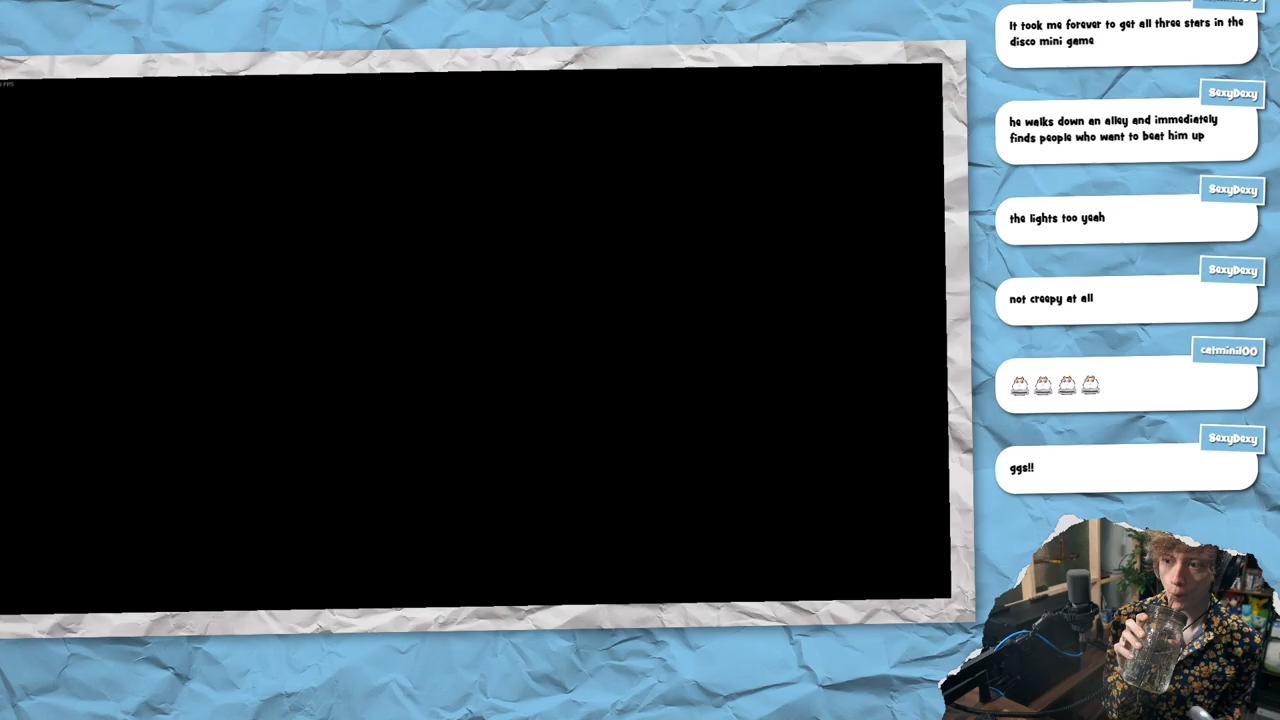 FPS
It took me forever to get all three stars in the
disco mini game
SexyDexy
he walks down an alley and immediately
finds people who want to beat him up
SexyDexy
the lights too yeah
SexyDexy
not creepy at all
catmini100
SexyDexy
ggs!!